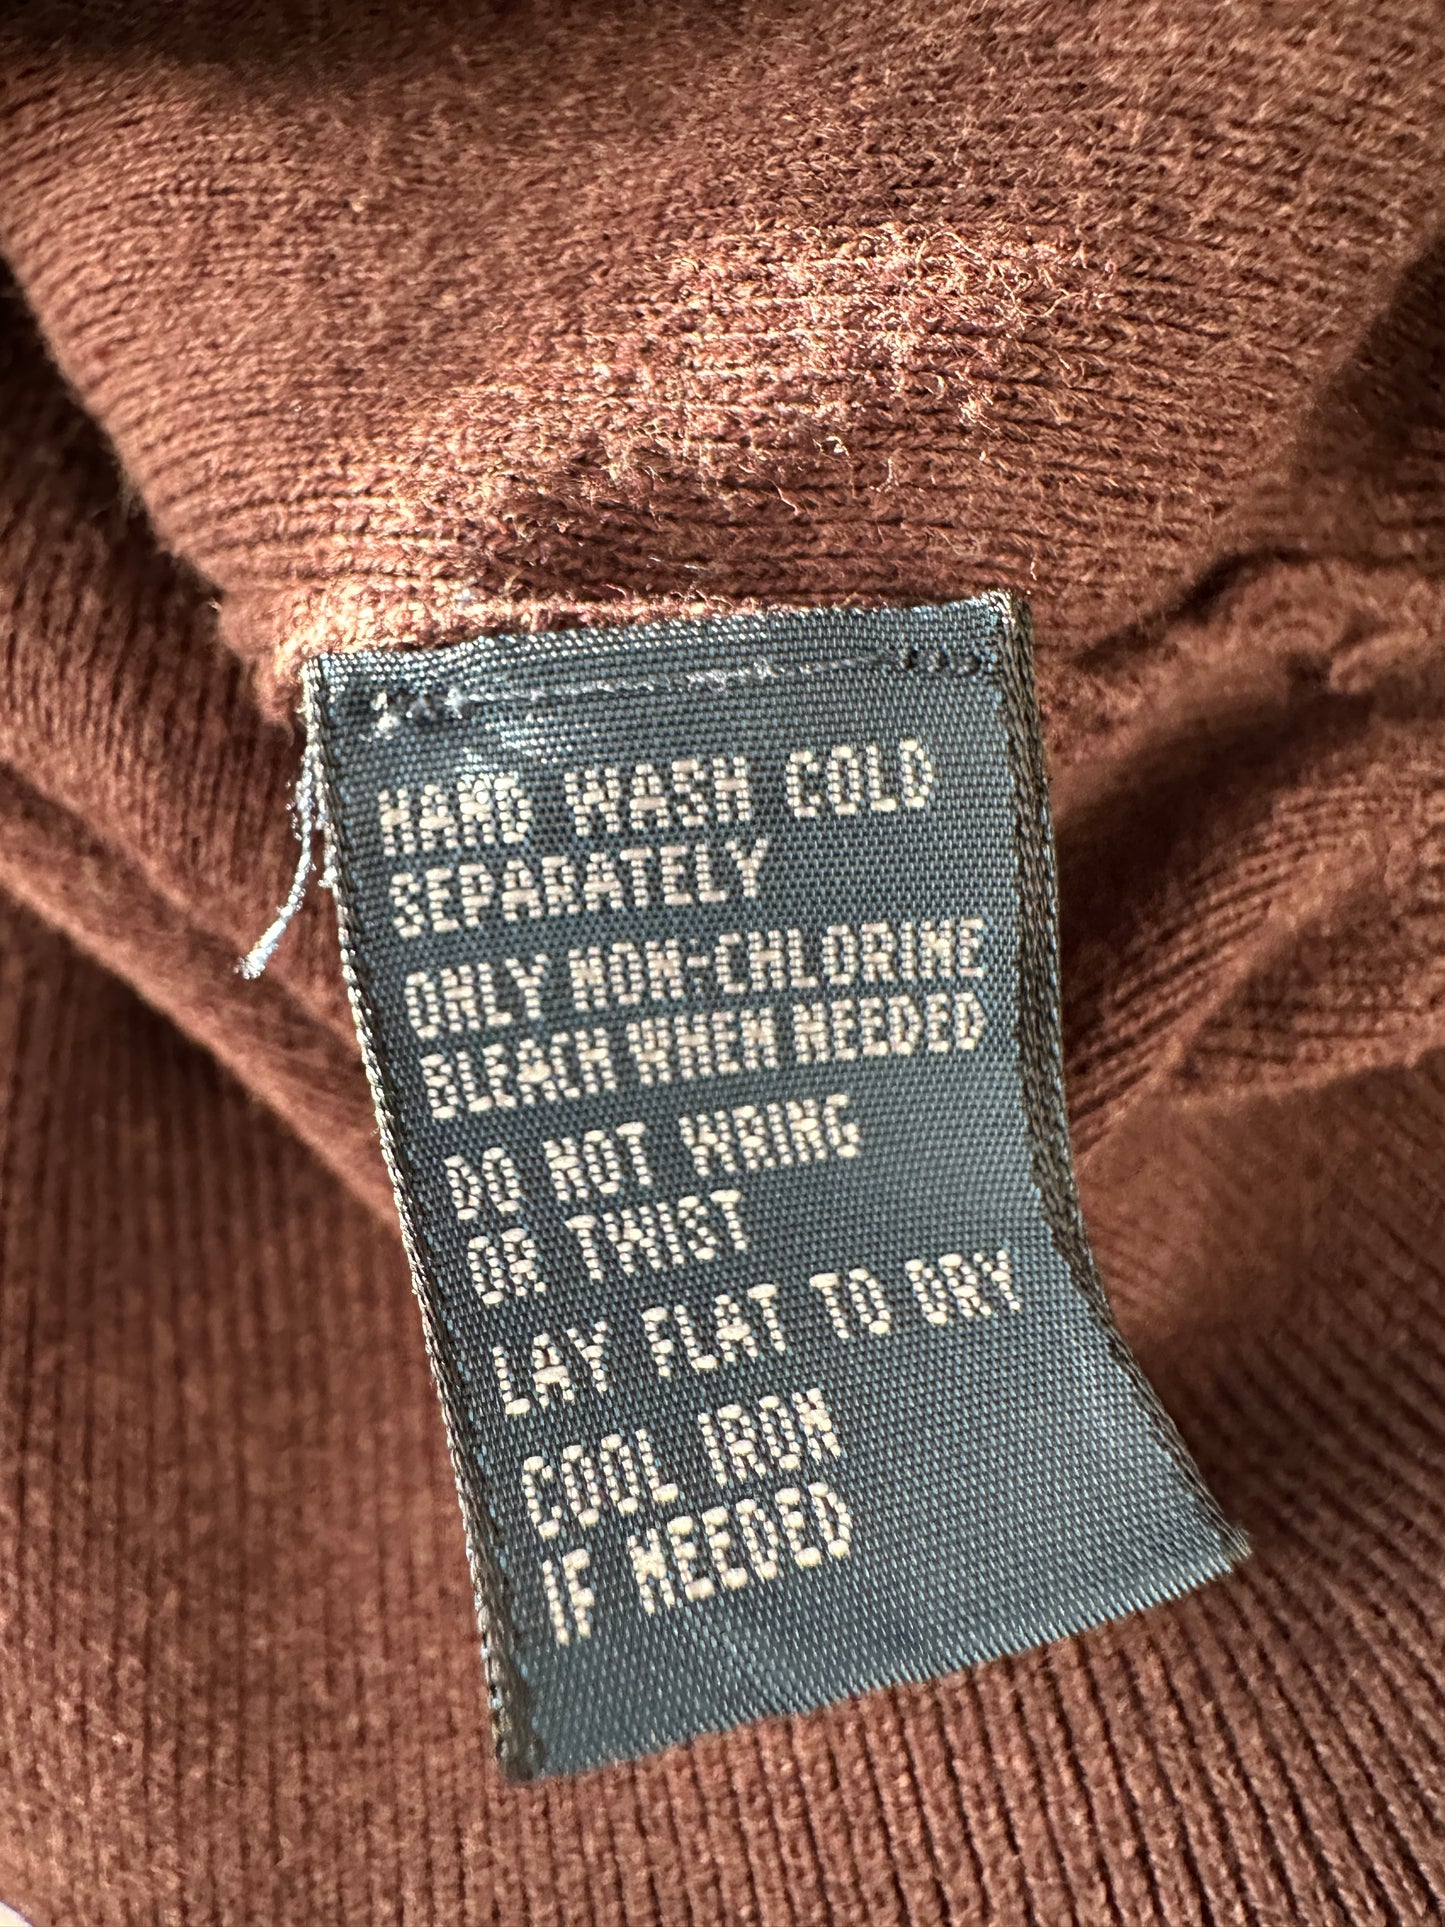 HAND WASH COLD
SEPARATELY
ONLY NON-CHLORINE
BLEACH WHEN NEEDED
DO NOT WRING
OR TWIST
LAY FLAT TO DRY
COOL IRON
IF NEEDED